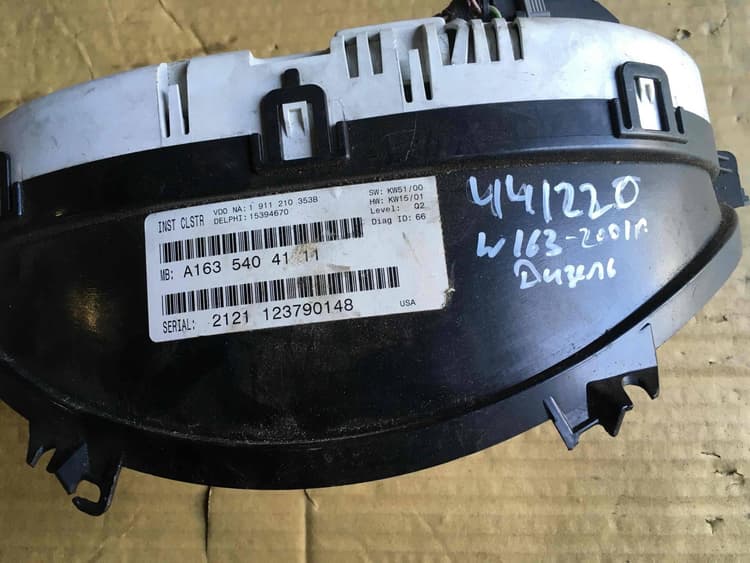 INST CLSTR
VDO NA: 1 911 210 353B
DELPHI: 15394670
SW: KW51/00
HW: KW15/01
Level: 02
Diag ID: 66
MB: A163 540 41 11
SERIAL: 2121 123790148
USA
441220
W163-2001г
Дизель